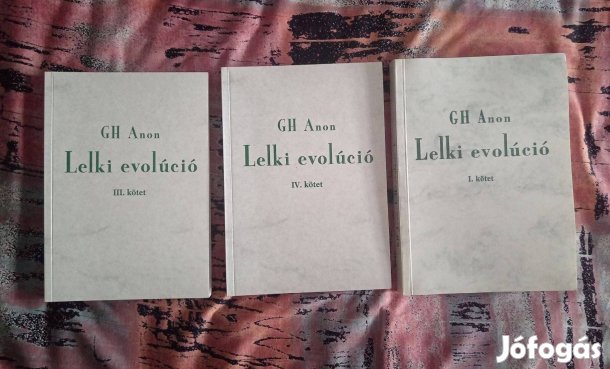 GH Anon
Lelki evolúció
III. kötet
GH Anon
Lelki evolúció
IV. kötet
GH Anon
Lelki evolúció
I. kötet
Jófogás